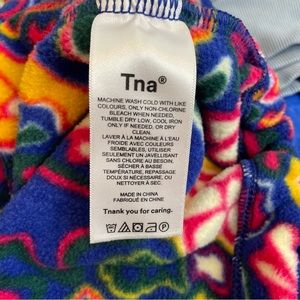 Tna®
MACHINE WASH COLD WITH LIKE
COLOURS, ONLY NON-CHLORINE
BLEACH WHEN NEEDED,
TUMBLE DRY LOW, COOL IRON
ONLY IF NEEDED, OR DRY
CLEAN.
LAVER À LA MACHINE À L'EAU
FROIDE AVEC COULEURS
SEMBLABLES, UTILISER
SEULEMENT UN JAVELLISANT
SANS CHLORE AU BESOIN,
SÉCHER À BASSE
TEMPÉRATURE, REPASSAGE
DOUX SI NÉCESSAIRE, OU
NETTOYER À SEC.
MADE IN CHINA
FABRIQUÉ EN CHINE
Thank you for caring.